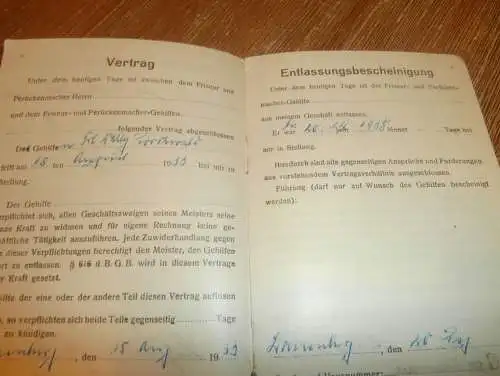 Vertrag
Unter dem heutigen Tage ist zwischen dem Friseur und
Perückenmacher Herrn
und dem Friseur- und Perückenmacher-Gehilfen
folgender Vertrag abgeschlossen
Der Gehilfe
tritt am 18. ten August 1933 bei mir in
Stellung.
Der Gehilfe
verpflichtet sich, allen Geschäftszweigen seines Meisters seine
ganze Kraft zu widmen und für eigene Rechnung keine ge-
schäftliche Tätigkeit auszuführen. Jede Zuwiderhandlung gegen
diese Verpflichtungen berechtigt den Meister, den Gehilfen
sofort zu entlassen. § 616 d. B. G. B. wird in diesem Vertrage
außer Kraft gesetzt.
Sollte der eine oder der andere Teil diesen Vertrag auflösen
so verpflichten sich beide Teile gegenseitig Tage
zu kündigen.
, den 18 Aug 1933
Entlassungsbescheinigung
Unter dem heutigen Tage ist der Friseur- und Perücken-
macher-Gehilfe
aus meinem Geschäft entlassen.
Er war 1938 Tage bei
mir in Stellung.
Hierdurch sind alle gegenseitigen Ansprüche und Forderungen
aus vorstehendem Vertragsverhältnis ausgeschlossen.
Führung (darf nur auf Wunsch des Gehilfen bescheinigt
werden):
, den